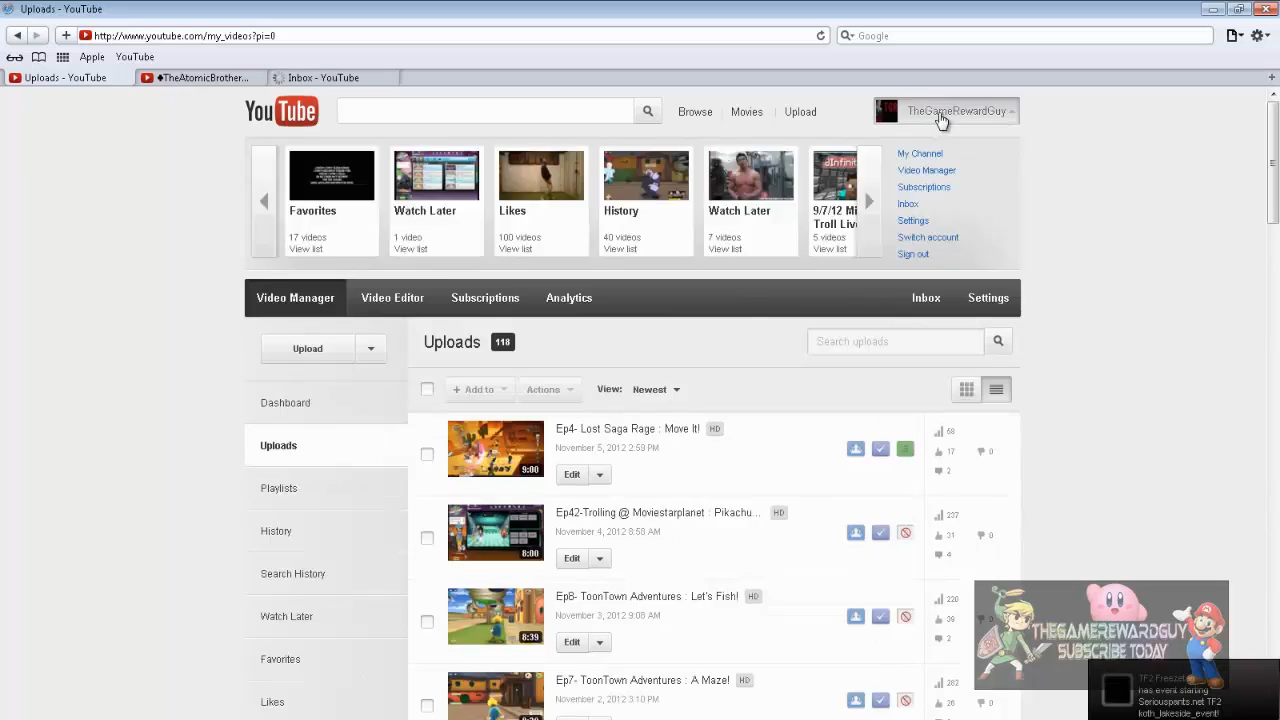 Uploads - YouTube
http://www.youtube.com/my_videos?pi=0
Google
Apple YouTube
Uploads - YouTube
♦TheAtomicBrother...
Inbox - YouTube
YouTube
Browse Movies Upload
TheGameRewardGuy
Favorites
17 videos
View list
Watch Later
1 video
View list
Likes
100 videos
View list
History
40 videos
View list
Watch Later
7 videos
View list
9/7/12 Mi
Troll Live
5 videos
View list
My Channel
Video Manager
Subscriptions
Inbox
Settings
Switch account
Sign out
Video Manager Video Editor Subscriptions Analytics Inbox Settings
Upload
Dashboard
Uploads
Playlists
History
Search History
Watch Later
Favorites
Likes
Uploads 118
Search uploads
+ Add to Actions View: Newest
Ep4- Lost Saga Rage : Move It! HD
November 5, 2012 2:59 PM
9:00
Edit
58
17 0
2
Ep42-Trolling @ Moviestarplanet : Pikachu... HD
November 4, 2012 8:58 AM
8:00
Edit
237
31 0
4
Ep8- ToonTown Adventures : Let's Fish! HD
November 3, 2012 9:08 AM
8:39
Edit
220
39 0
2
Ep7- ToonTown Adventures : A Maze! HD
November 2, 2012 3:10 PM
282
THEGAMEREWARDGUY
SUBSCRIBE TODAY
has event starting
Seriouspants.net TF2
koth_lakeside_event!